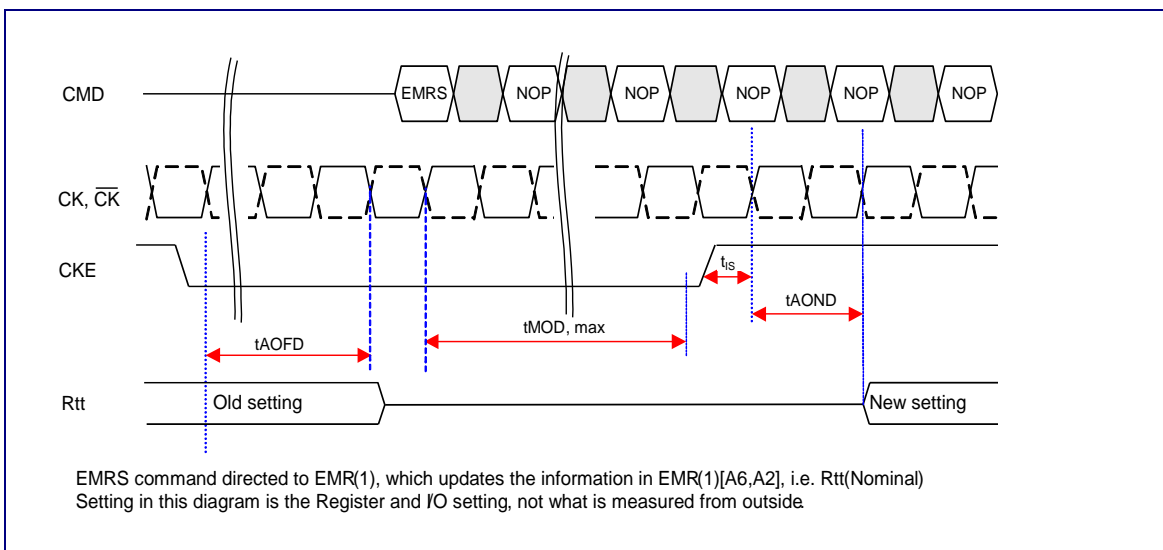 CMD
EMRS NOP NOP NOP NOP NOP
CK, CK
CKE
tIS
tAOND
tMOD, max
tAOFD
Rtt
Old setting
New setting
EMRS command directed to EMR(1), which updates the information in EMR(1)[A6,A2], i.e. Rtt(Nominal)
Setting in this diagram is the Register and I/O setting, not what is measured from outside.